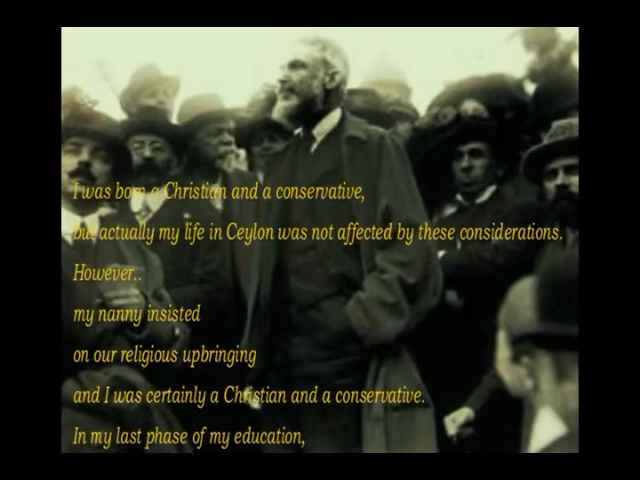 I was born a Christian and a conservative,
but actually my life in Ceylon was not affected by these considerations.
However..
my nanny insisted
on our religious upbringing
and I was certainly a Christian and a conservative.
In my last phase of my education,